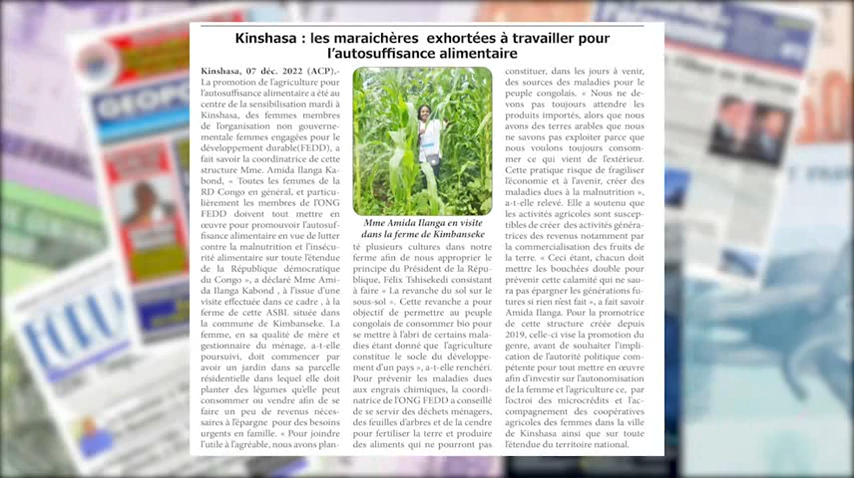 Kinshasa : les maraichères exhortées à travailler pour
l'autosuffisance alimentaire
Kinshasa, 07 déc. 2022 (ACP).-
La promotion de l'agriculture pour
l'autosuffisance alimentaire a été au
centre de la sensibilisation mardi à
Kinshasa, des femmes membres
de l'organisation non gouverne-
mentale femmes engagées pour le
développement durable(FEDD), a
fait savoir la coordinatrice de cette
structure Mme. Amida Ilanga Ka-
bond, « Toutes les femmes de la
RD Congo en général, et particu-
lièrement les membres de l'ONG
FEDD doivent tout mettre en
œuvre pour promouvoir l'autosuf-
fisance alimentaire en vue de lutter
contre la malnutrition et l'insécu-
rité alimentaire sur toute l'étendue
de la République démocratique
du Congo », a déclaré Mme Ami-
da Ilanga Kabond , à l'issue d'une
visite effectuée dans ce cadre , à la
ferme de cette ASBL située dans
la commune de Kimbanseke. La
femme, en sa qualité de mère et
gestionnaire du ménage, a-t-elle
poursuivi, doit commencer par
avoir un jardin dans sa parcelle
résidentielle dans lequel elle doit
planter des légumes qu'elle peut
consommer ou vendre afin de se
faire un peu de revenus néces-
saires à l'épargne pour des besoins
urgents en famille. « Pour joindre
l'utile à l'agréable, nous avons plan-
Mme Amida Ilanga en visite
dans la ferme de Kimbanseke
té plusieurs cultures dans notre
ferme afin de nous approprier le
principe du Président de la Répu-
blique, Félix Tshisekedi consistant
à faire « La revanche du sol sur le
sous-sol ». Cette revanche a pour
objectif de permettre au peuple
congolais de consommer bio pour
se mettre à l'abri de certains mala-
dies étant donné que l'agriculture
constitue le socle du développe-
ment d'un pays », a-t-elle renchéri.
Pour prévenir les maladies dues
aux engrais chimiques, la coordi-
natrice de l'ONG FEDD a conseillé
de se servir des déchets ménagers,
des feuilles d'arbres et de la cendre
pour fertiliser la terre et produire
des aliments qui ne pourront pas
constituer, dans les jours à venir,
des sources des maladies pour le
peuple congolais. « Nous ne de-
vons pas toujours attendre les
produits importés, alors que nous
avons des terres arables que nous
ne savons pas exploiter parce que
nous voulons toujours consom-
mer ce qui vient de l'extérieur.
Cette pratique risque de fragiliser
l'économie et à l'avenir, créer des
maladies dues à la malnutrition »,
a-t-elle relevé. Elle a soutenu que
les activités agricoles sont suscep-
tibles de créer des activités généra-
trices des revenus notamment par
la commercialisation des fruits de
la terre. « Ceci étant, chacun doit
mettre les bouchées double pour
prévenir cette calamité qui ne sau-
ra pas épargner les générations fu-
tures si rien n'est fait », a fait savoir
Amida Ilanga. Pour la promotrice
de cette structure créée depuis
2019, celle-ci vise la promotion du
genre, avant de souhaiter l'impli-
cation de l'autorité politique com-
pétente pour tout mettre en œuvre
afin d'investir sur l'autonomisation
de la femme et l'agriculture ce, par
l'octroi des microcrédits et l'ac-
compagnement des coopératives
agricoles des femmes dans la ville
de Kinshasa ainsi que sur toute
l'étendue du territoire national.